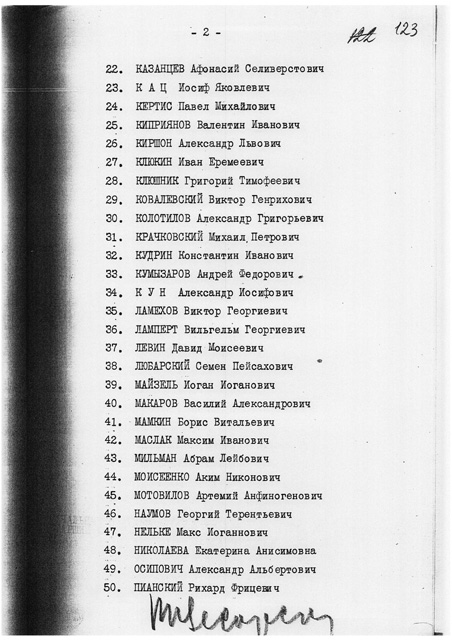 - 2 -
122 123
22. КАЗАНЦЕВ Афонасий Селиверстович
23. К А Ц Иосиф Яковлевич
24. КЕРТИС Павел Михайлович
25. КИПРИЯНОВ Валентин Иванович
26. КИРШОН Александр Львович
27. КЛЮКИН Иван Еремеевич
28. КЛЮШНИК Григорий Тимофеевич
29. КОВАЛЕВСКИЙ Виктор Генрихович
30. КОЛОТИЛОВ Александр Григорьевич
31. КРАЧКОВСКИЙ Михаил Петрович
32. КУДРИН Константин Иванович
33. КУМЫЗАРОВ Андрей Федорович
34. К У Н Александр Иосифович
35. ЛАМЕХОВ Виктор Георгиевич
36. ЛАМПЕРТ Вильгельм Георгиевич
37. ЛЕВИН Давид Моисеевич
38. ЛЮБАРСКИЙ Семен Пейсахович
39. МАЙЗЕЛЬ Иоган Иоганович
40. МАКАРОВ Василий Александрович
41. МАМКИН Борис Витальевич
42. МАСЛАК Максим Иванович
43. МИЛЬМАН Абрам Лейбович
44. МОИСЕЕНКО Аким Никонович
45. МОТОВИЛОВ Артемий Анфиногенович
46. НАУМОВ Георгий Терентьевич
47. НЕЛЬКЕ Макс Иоганнович
48. НИКОЛАЕВА Екатерина Анисимовна
49. ОСИПОВИЧ Александр Альбертович
50. ПИАНСКИЙ Рихард Фрицевич